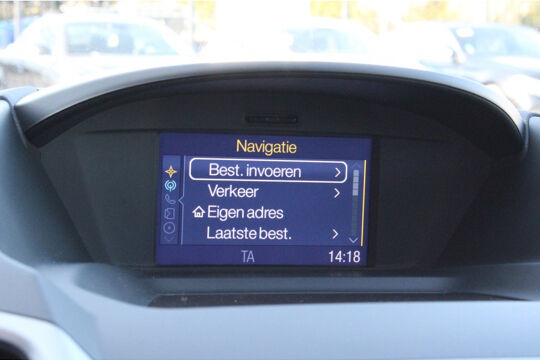 Navigatie
Best. invoeren
Verkeer
Eigen adres
Laatste best.
TA 14:18